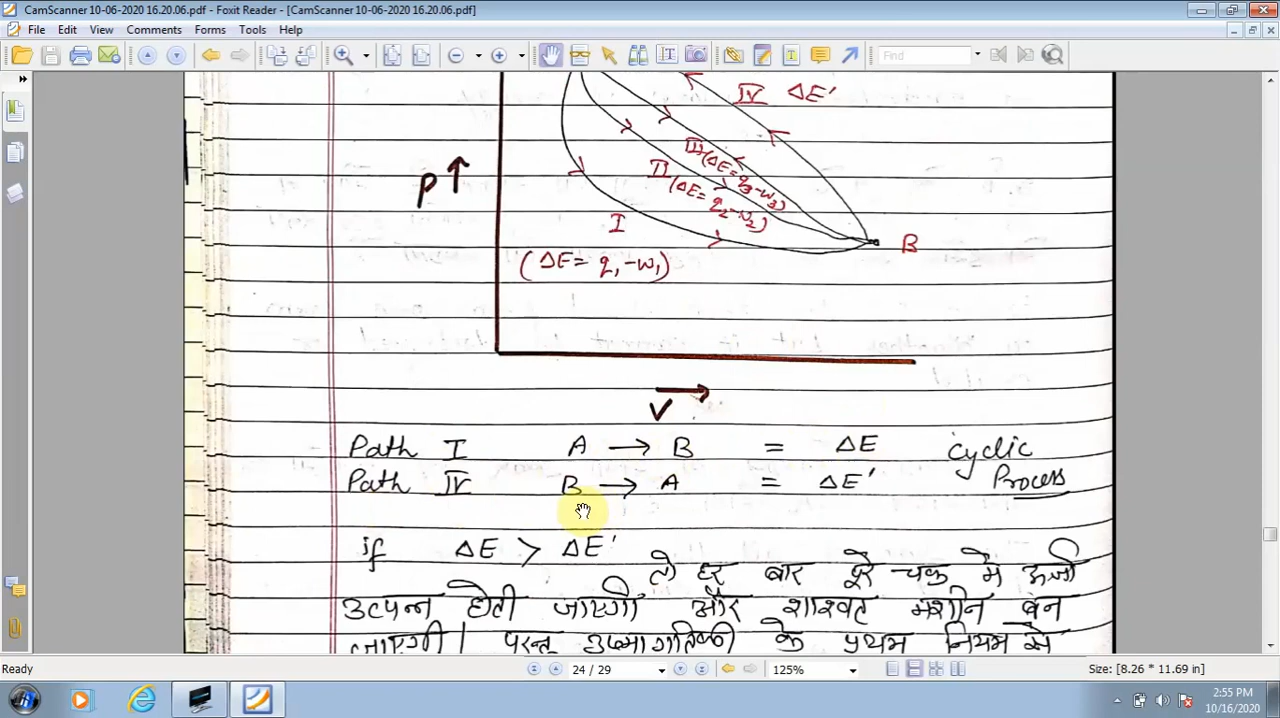 CamScanner 10-06-2020 16.20.06.pdf - Foxit Reader - [CamScanner 10-06-2020 16.20.06.pdf]
File Edit View Comments Forms Tools Help
Find
IV ΔE'
III (ΔE = q3-w3)
II (ΔE = q2-w2)
P ↑
I
B
(ΔE = q1-w1)
V →
Path I A → B = ΔE cyclic
Path IV B → A = ΔE' Process
if ΔE > ΔE'
तो हर बार पूरे चक्र में ऊर्जा
उत्पन्न होती जाएगी और शाश्वत मशीन बन
जाएगी। परन्तु उष्मागतिकी के प्रथम नियम से
Ready 24 / 29 125% Size: [8.26 * 11.69 in]
2:55 PM
10/16/2020